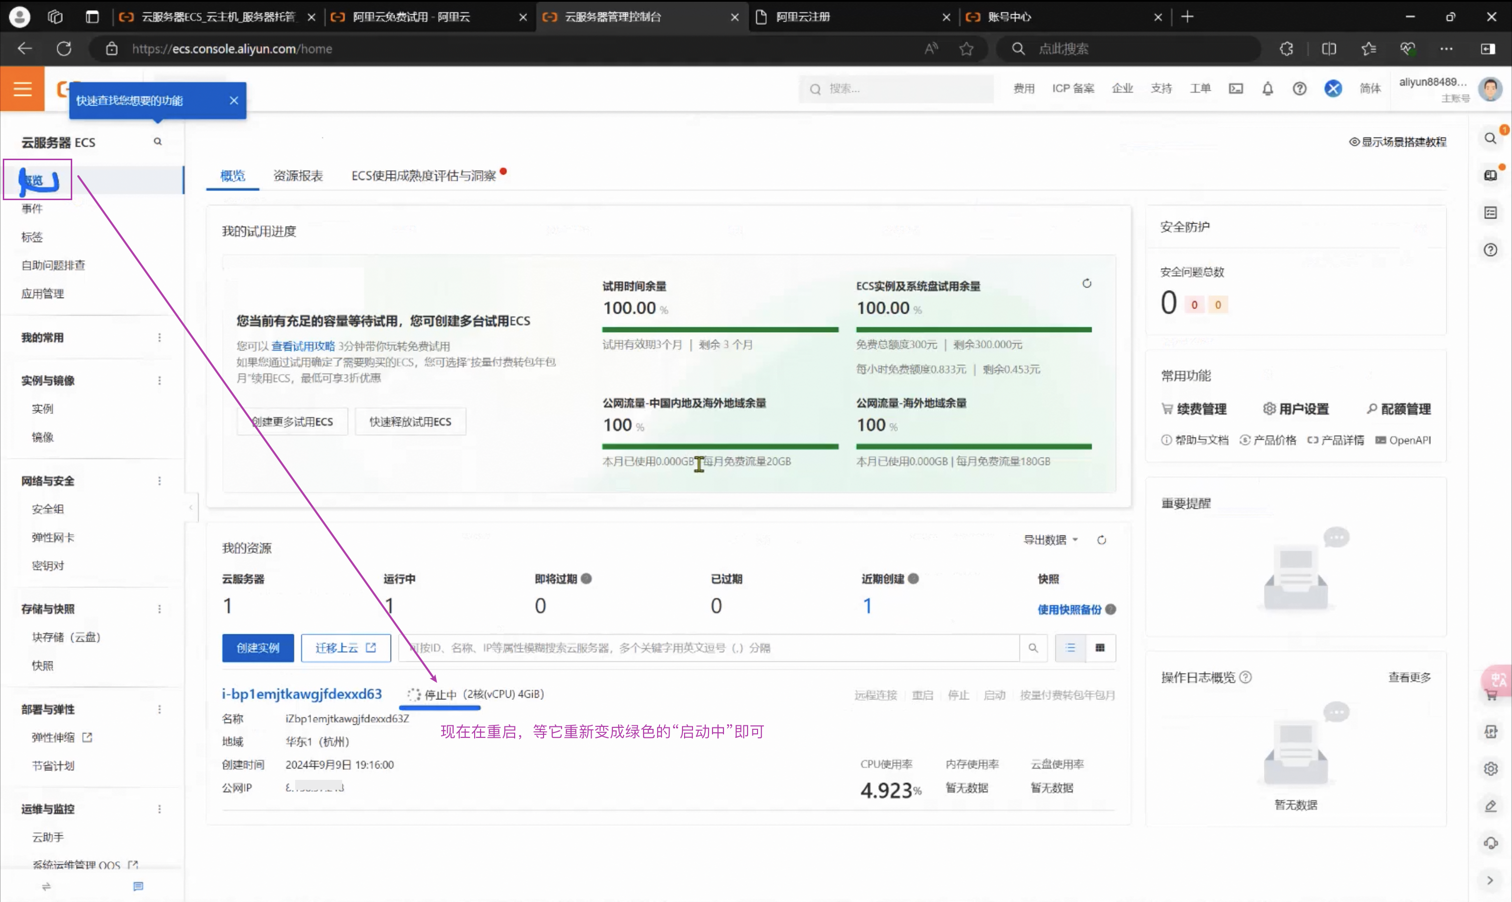 云服务器ECS_云主机_服务器托管_
阿里云免费试用 - 阿里云
云服务器管理控制台
阿里云注册
账号中心
https://ecs.console.aliyun.com/home
点此搜索
快速查找您想要的功能
搜索...
费用
ICP 备案
企业
支持
工单
简体
aliyun88489...
主账号
云服务器 ECS
显示场景搭建教程
概览
资源报表
ECS使用成熟度评估与洞察
事件
标签
自助问题排查
应用管理
我的常用
实例与镜像
实例
镜像
网络与安全
安全组
弹性网卡
密钥对
存储与快照
块存储（云盘）
快照
部署与弹性
弹性伸缩
节省计划
运维与监控
云助手
系统运维管理 OOS
我的试用进度
您当前有充足的容量等待试用，您可创建多台试用ECS
您可以 查看试用攻略 3分钟带你玩转免费试用
如果您通过试用确定了需要购买的ECS，您可选择"按量付费转包年包
月"续用ECS，最低可享3折优惠
创建更多试用ECS
快速释放试用ECS
试用时间余量
100.00 %
试用有效期3个月 | 剩余 3 个月
ECS实例及系统盘试用余量
100.00 %
免费总额度300元 | 剩余300.000元
每小时免费额度0.833元 | 剩余0.453元
公网流量-中国内地及海外地域余量
100 %
本月已使用0.000GB | 每月免费流量20GB
公网流量-海外地域余量
100 %
本月已使用0.000GB | 每月免费流量180GB
我的资源
导出数据
云服务器
1
运行中
1
即将过期
0
已过期
0
近期创建
1
快照
使用快照备份
创建实例
迁移上云
可按ID、名称、IP等属性模糊搜索云服务器，多个关键字用英文逗号（,）分隔
i-bp1emjtkawgjfdexxd63
停止中 (2核(vCPU) 4GiB)
远程连接
重启
停止
启动
按量付费转包年包月
现在在重启，等它重新变成绿色的“启动中”即可
名称 iZbp1emjtkawgjfdexxd63Z
地域 华东1（杭州）
创建时间 2024年9月9日 19:16:00
公网IP
CPU使用率
4.923%
内存使用率
暂无数据
云盘使用率
暂无数据
安全防护
安全问题总数
0 0 0
常用功能
续费管理
用户设置
配额管理
帮助与文档
产品价格
产品详情
OpenAPI
重要提醒
操作日志概览
查看更多
暂无数据